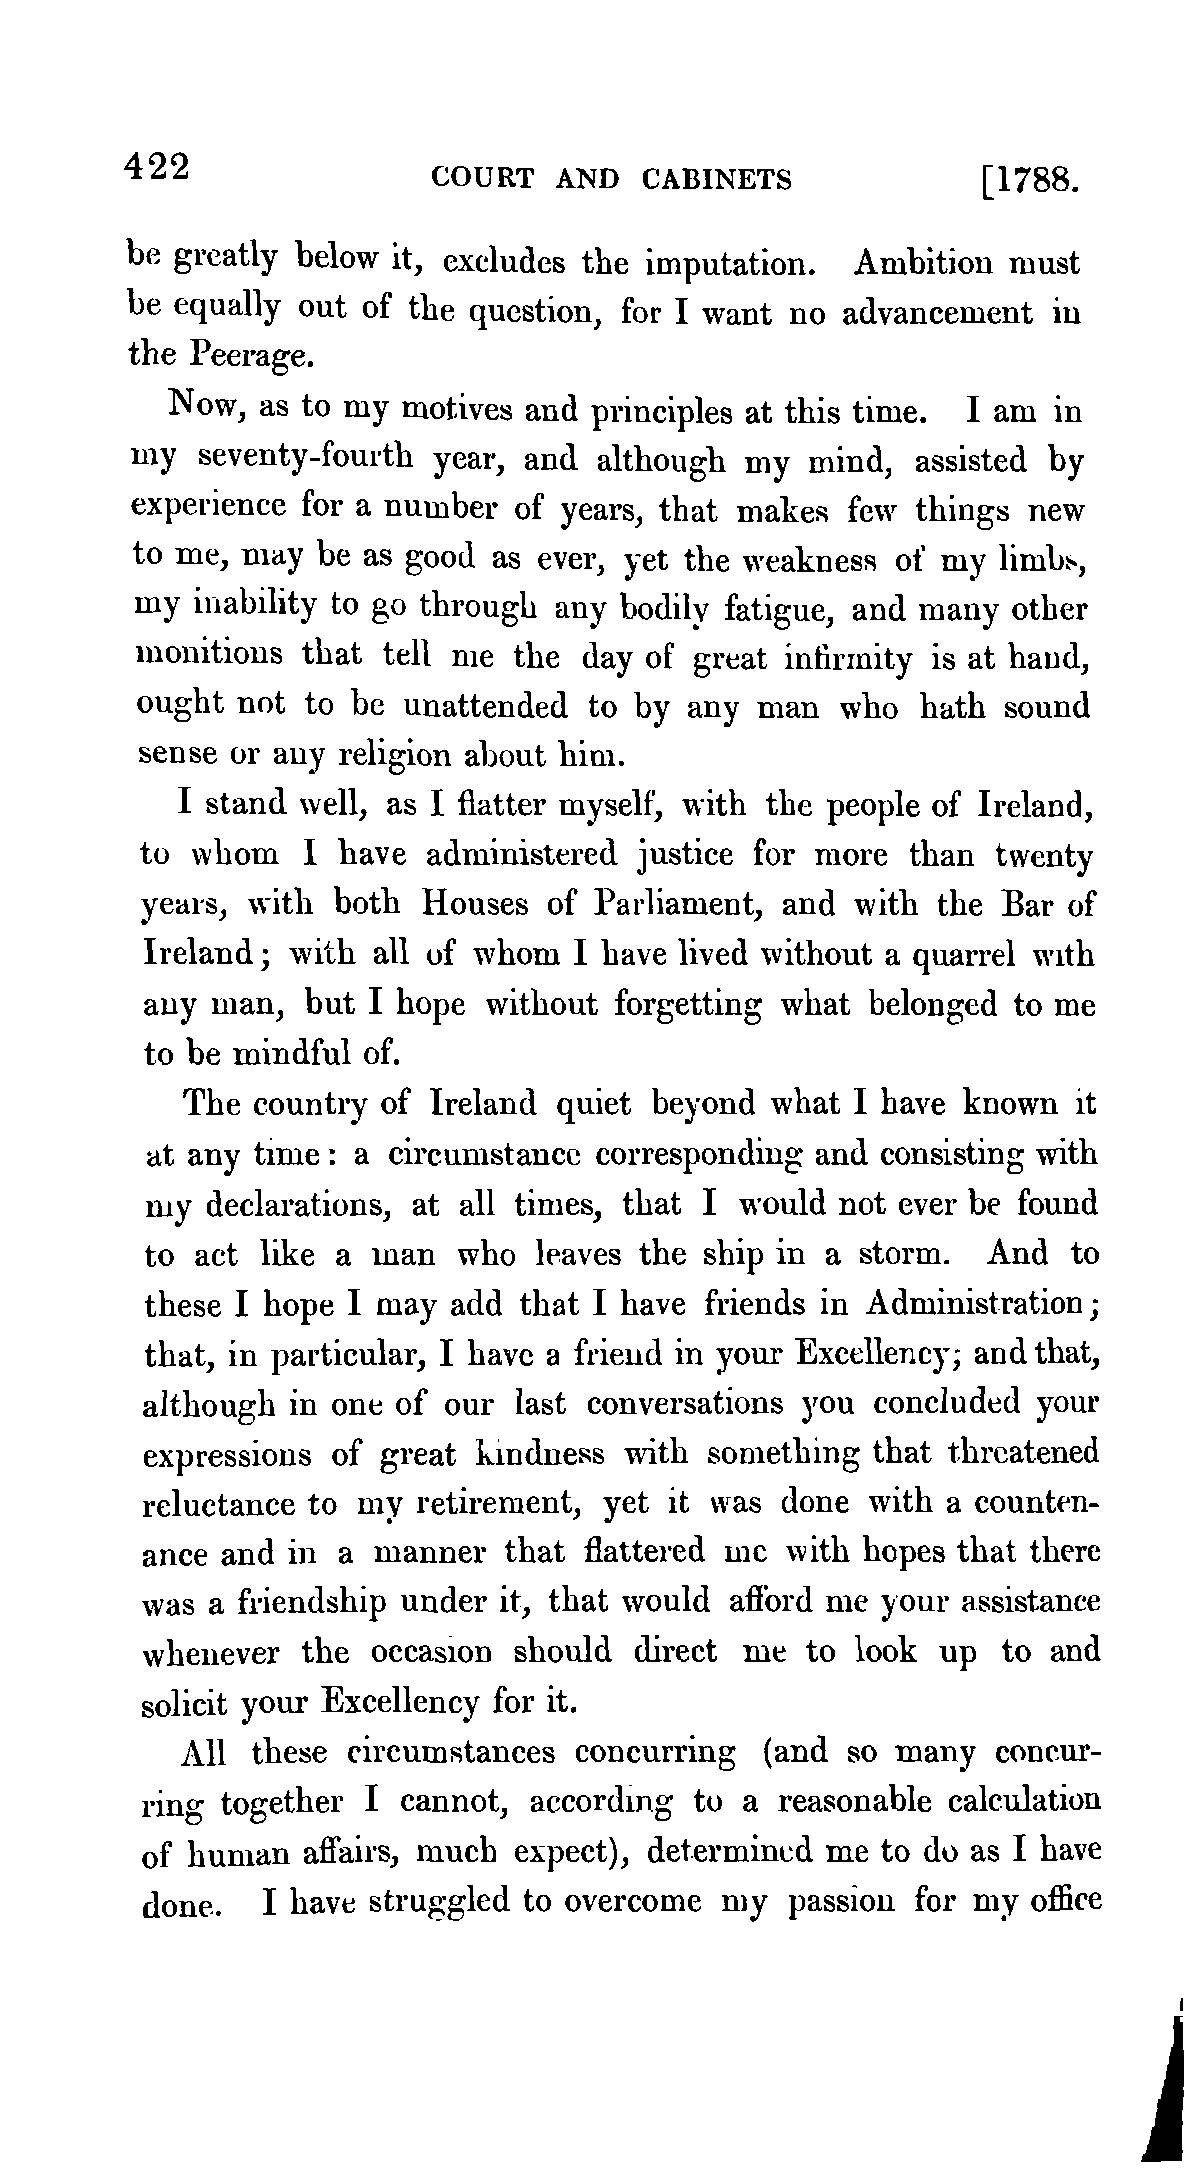 422 COURT AND CABINETS [1788.
be greatly below it, excludes the imputation. Ambition must
be equally out of the question, for I want no advancement in
the Peerage.
Now, as to my motives and principles at this time. I am in
my seventy-fourth year, and although my mind, assisted by
experience for a number of years, that makes few things new
to me, may be as good as ever, yet the weakness of my limbs,
my inability to go through any bodily fatigue, and many other
monitions that tell me the day of great infirmity is at hand,
ought not to be unattended to by any man who hath sound
sense or any religion about him.
I stand well, as I flatter myself, with the people of Ireland,
to whom I have administered justice for more than twenty
years, with both Houses of Parliament, and with the Bar of
Ireland; with all of whom I have lived without a quarrel with
any man, but I hope without forgetting what belonged to me
to be mindful of.
The country of Ireland quiet beyond what I have known it
at any time: a circumstance corresponding and consisting with
my declarations, at all times, that I would not ever be found
to act like a man who leaves the ship in a storm. And to
these I hope I may add that I have friends in Administration;
that, in particular, I have a friend in your Excellency; and that,
although in one of our last conversations you concluded your
expressions of great kindness with something that threatened
reluctance to my retirement, yet it was done with a counten-
ance and in a manner that flattered me with hopes that there
was a friendship under it, that would afford me your assistance
whenever the occasion should direct me to look up to and
solicit your Excellency for it.
All these circumstances concurring (and so many concur-
ring together I cannot, according to a reasonable calculation
of human affairs, much expect), determined me to do as I have
done. I have struggled to overcome my passion for my office